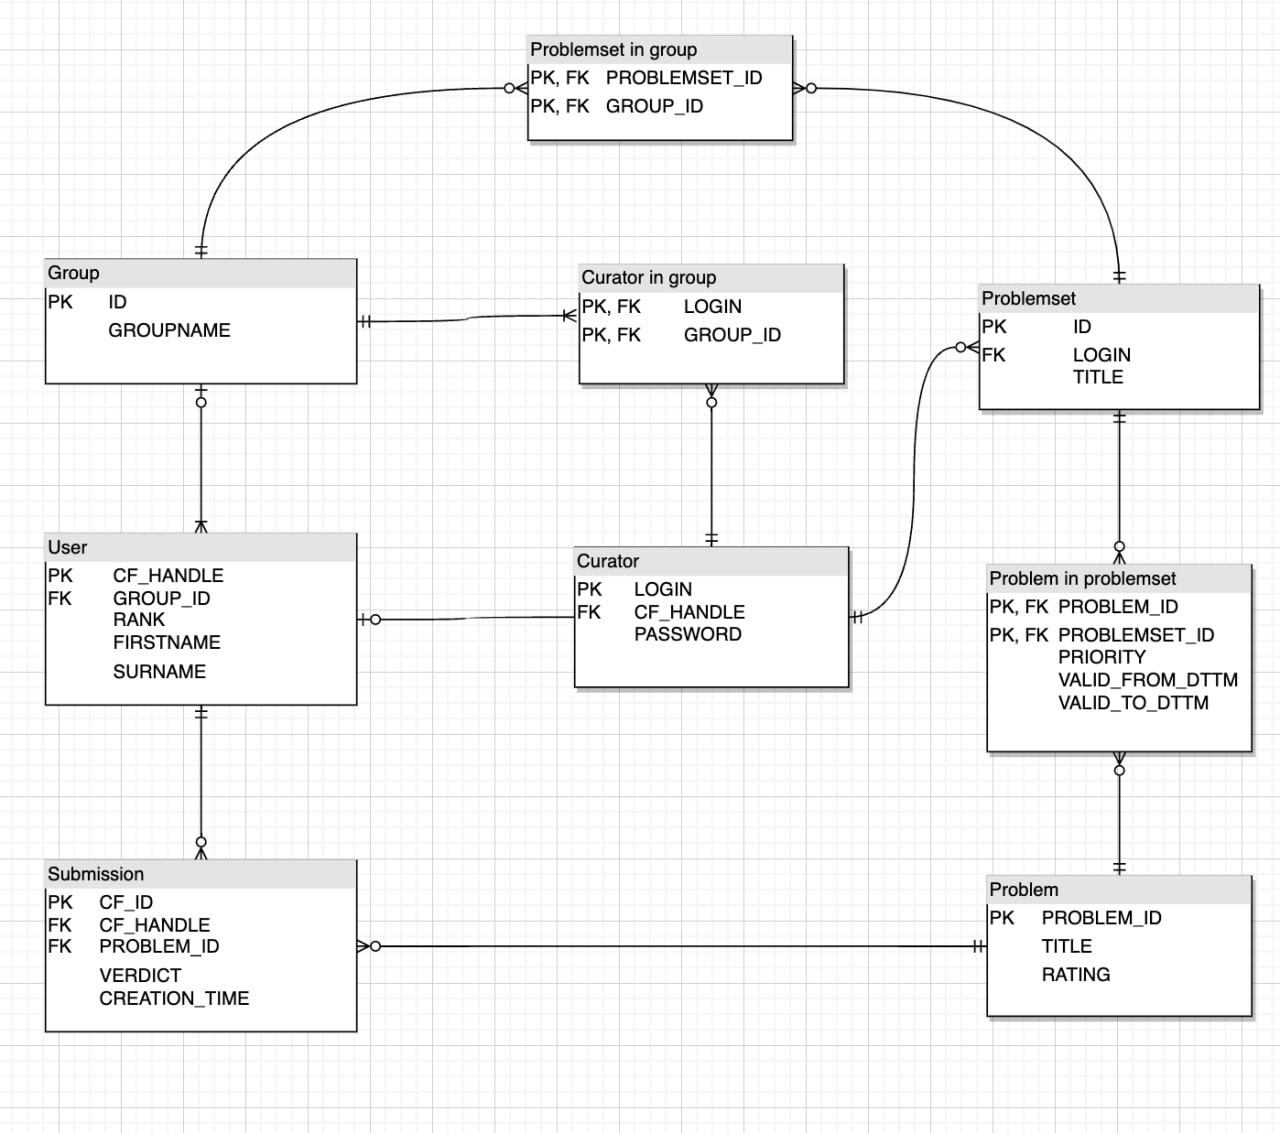 Problemset in group
PK, FK PROBLEMSET_ID
PK, FK GROUP_ID
Group
PK ID
GROUPNAME
Curator in group
PK, FK LOGIN
PK, FK GROUP_ID
Problemset
PK ID
FK LOGIN
TITLE
User
PK CF_HANDLE
FK GROUP_ID
RANK
FIRSTNAME
SURNAME
Curator
PK LOGIN
FK CF_HANDLE
PASSWORD
Problem in problemset
PK, FK PROBLEM_ID
PK, FK PROBLEMSET_ID
PRIORITY
VALID_FROM_DTTM
VALID_TO_DTTM
Submission
PK CF_ID
FK CF_HANDLE
FK PROBLEM_ID
VERDICT
CREATION_TIME
Problem
PK PROBLEM_ID
TITLE
RATING